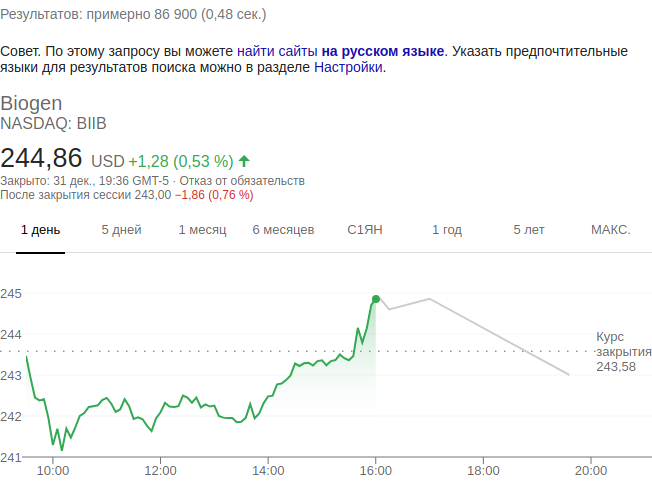 Результатов: примерно 86 900 (0,48 сек.)
Совет. По этому запросу вы можете найти сайты на русском языке. Указать предпочтительные
языки для результатов поиска можно в разделе Настройки.
Biogen
NASDAQ: BIIB
244,86 USD +1,28 (0,53 %)
Закрыто: 31 дек., 19:36 GMT-5 · Отказ от обязательств
После закрытия сессии 243,00 −1,86 (0,76 %)
1 день 5 дней 1 месяц 6 месяцев С1ЯН 1 год 5 лет МАКС.
245
244
243
242
241
Курс
закрытия
243,58
10:00 12:00 14:00 16:00 18:00 20:00